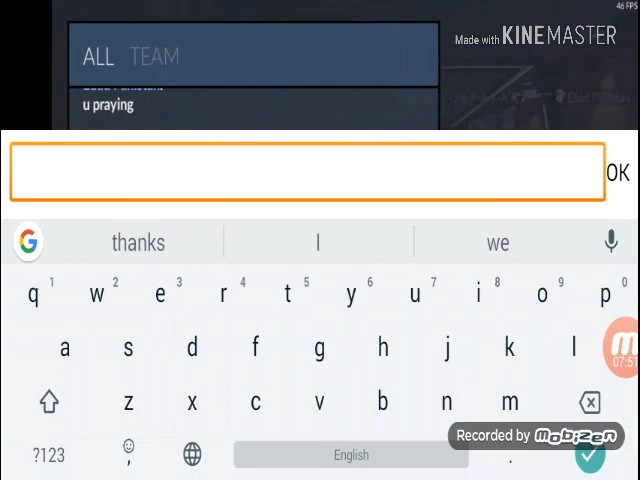 46 FPS
Made with KINEMASTER
ALL TEAM
u praying
Ebad
OK
thanks I we
q 1 w 2 e 3 r 4 t 5 y 6 u 7 i 8 o 9 p 0
a s d f g h j k l
07:51
z x c v b n m
Recorded by mobizen
?123 , English .